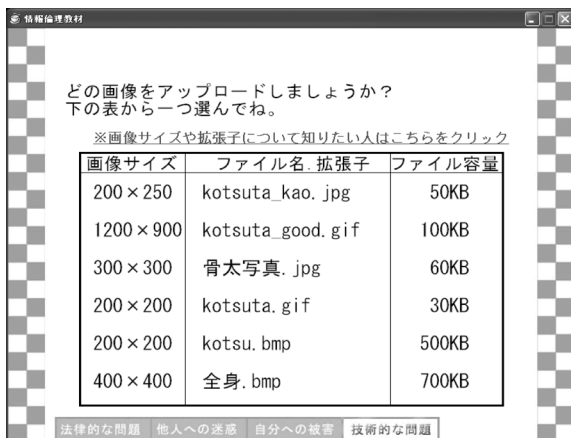 情報倫理教材
どの画像をアップロードしましょうか?
下の表から一つ選んでね。
※画像サイズや拡張子について知りたい人はこちらをクリック
画像サイズ ファイル名.拡張子 ファイル容量
200×250 kotsuta_kao.jpg 50KB
1200×900 kotsuta_good.gif 100KB
300×300 骨太写真.jpg 60KB
200×200 kotsuta.gif 30KB
200×200 kotsu.bmp 500KB
400×400 全身.bmp 700KB
法律的な問題 他人への迷惑 自分への被害 技術的な問題